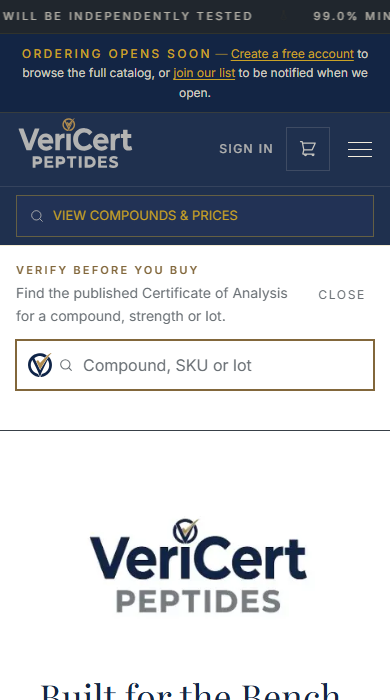 WILL BE INDEPENDENTLY TESTED 99.0% MIN
ORDERING OPENS SOON — Create a free account to
browse the full catalog, or join our list to be notified when we
open.
VeriCert
PEPTIDES
SIGN IN
VIEW COMPOUNDS & PRICES
VERIFY BEFORE YOU BUY
Find the published Certificate of Analysis
for a compound, strength or lot.
CLOSE
Compound, SKU or lot
VeriCert
PEPTIDES
Built for the Bench